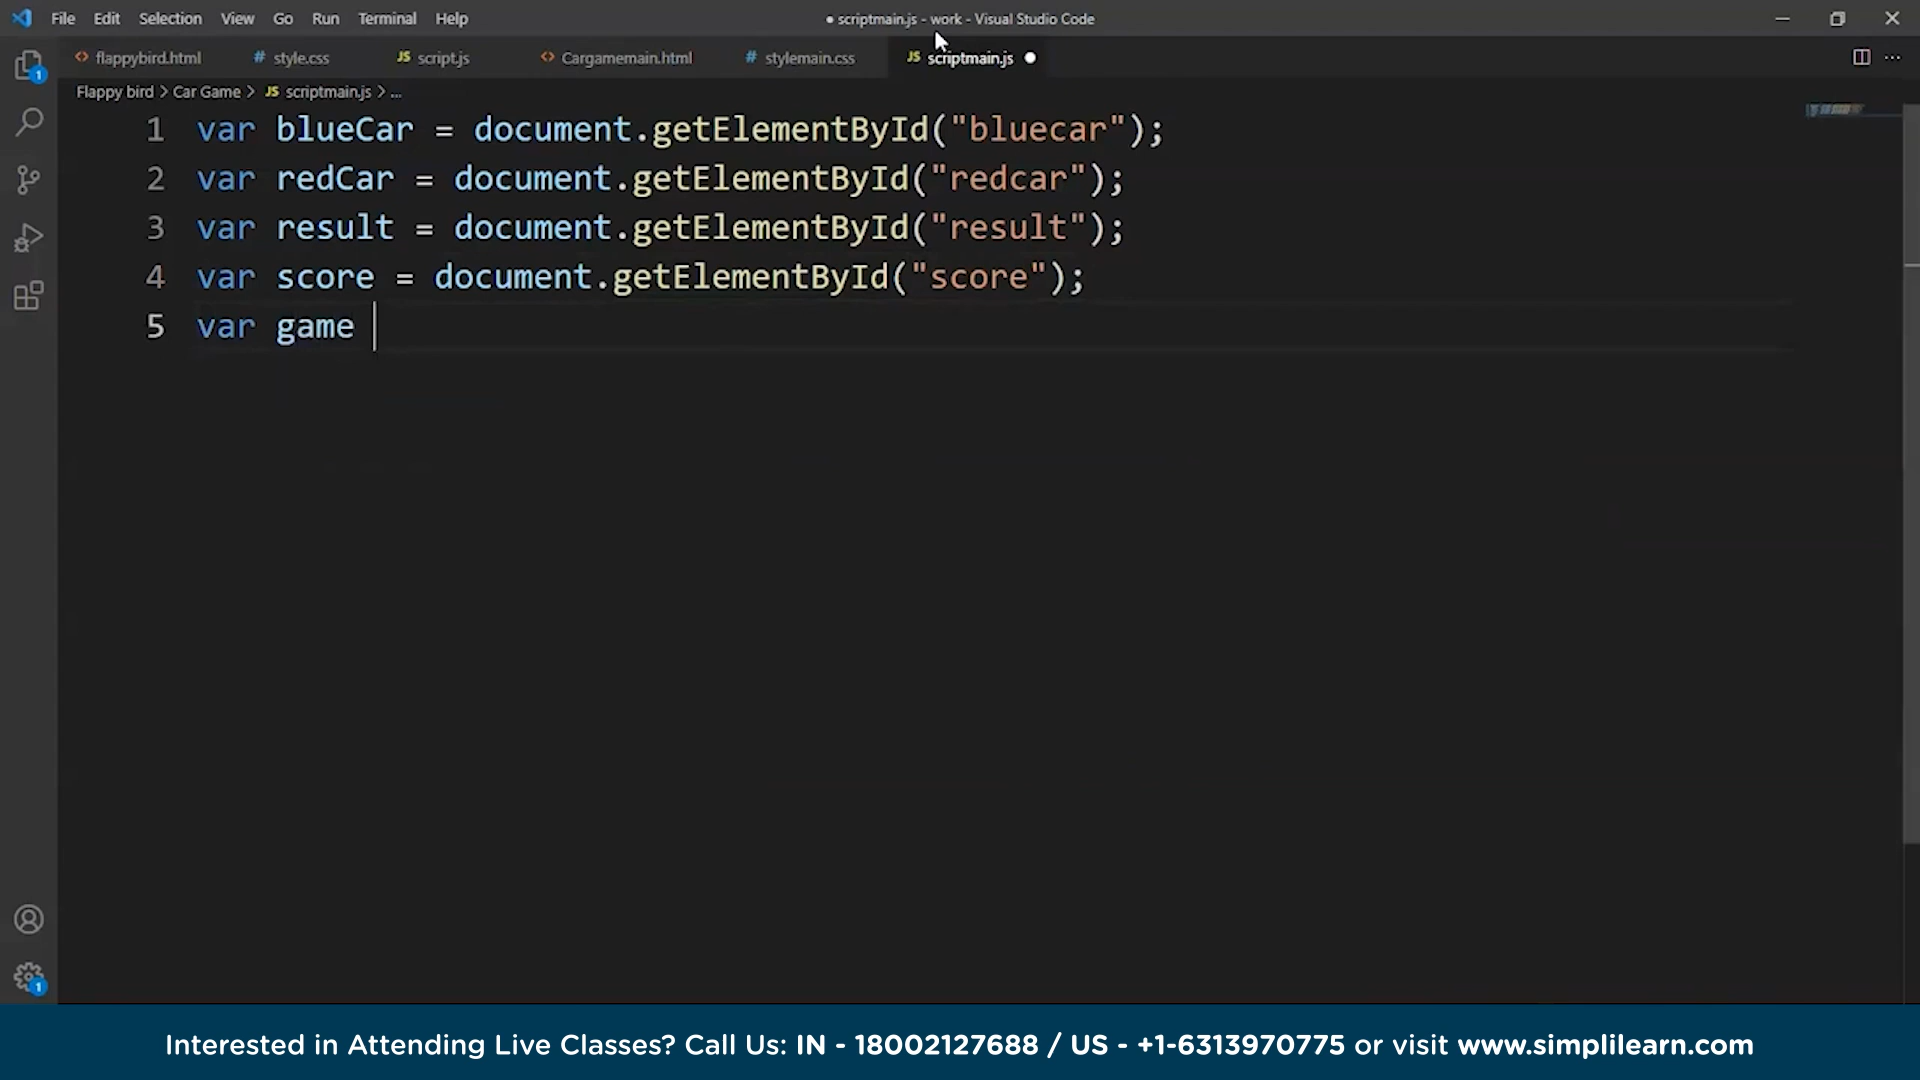 File Edit Selection View Go Run Terminal Help
● scriptmain.js - work - Visual Studio Code
flappybird.html # style.css JS script.js Cargamemain.html # stylemain.css JS scriptmain.js
Flappy bird > Car Game > JS scriptmain.js > ...
1 var blueCar = document.getElementById("bluecar");
2 var redCar = document.getElementById("redcar");
3 var result = document.getElementById("result");
4 var score = document.getElementById("score");
5 var game
1
1
Interested in Attending Live Classes? Call Us: IN - 18002127688 / US - +1-6313970775 or visit www.simplilearn.com